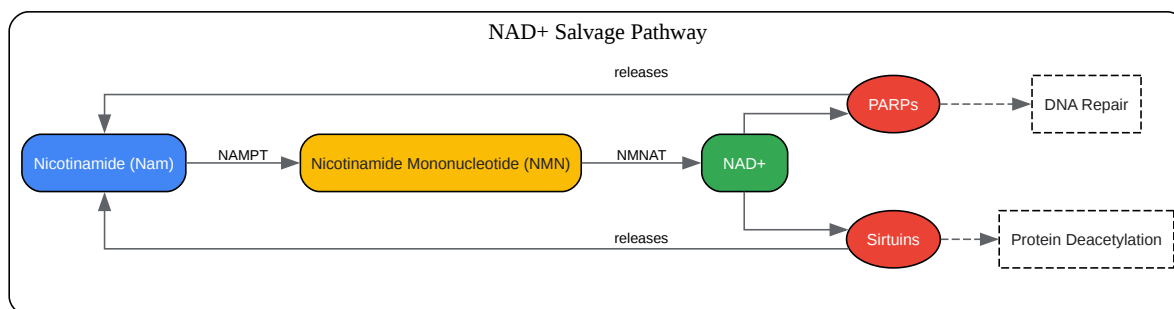 NAD+ Salvage Pathway
releases
PARPs
DNA Repair
Nicotinamide (Nam)
NAMPT
Nicotinamide Mononucleotide (NMN)
NMNAT
NAD+
releases
Sirtuins
Protein Deacetylation